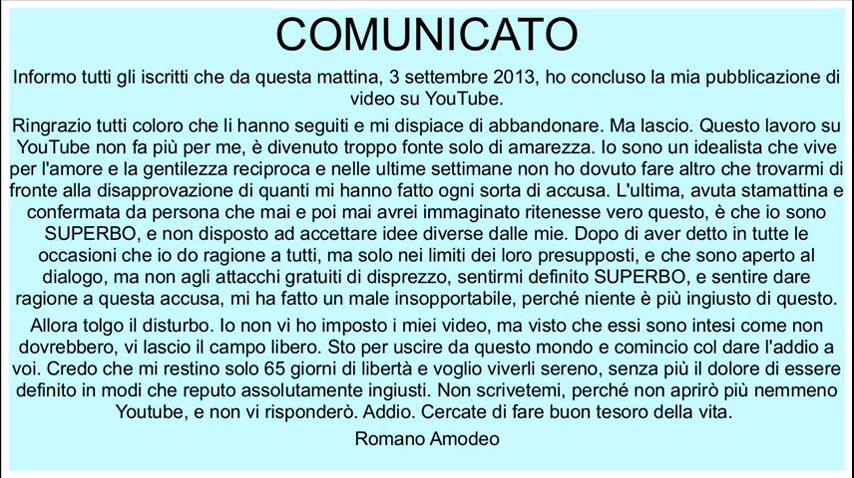 COMUNICATO
Informo tutti gli iscritti che da questa mattina, 3 settembre 2013, ho concluso la mia pubblicazione di
video su YouTube.
Ringrazio tutti coloro che li hanno seguiti e mi dispiace di abbandonare. Ma lascio. Questo lavoro su
YouTube non fa più per me, è divenuto troppo fonte solo di amarezza. Io sono un idealista che vive
per l'amore e la gentilezza reciproca e nelle ultime settimane non ho dovuto fare altro che trovarmi di
fronte alla disapprovazione di quanti mi hanno fatto ogni sorta di accusa. L'ultima, avuta stamattina e
confermata da persona che mai e poi mai avrei immaginato ritenesse vero questo, è che io sono
SUPERBO, e non disposto ad accettare idee diverse dalle mie. Dopo di aver detto in tutte le
occasioni che io do ragione a tutti, ma solo nei limiti dei loro presupposti, e che sono aperto al
dialogo, ma non agli attacchi gratuiti di disprezzo, sentirmi definito SUPERBO, e sentire dare
ragione a questa accusa, mi ha fatto un male insopportabile, perché niente è più ingiusto di questo.
Allora tolgo il disturbo. Io non vi ho imposto i miei video, ma visto che essi sono intesi come non
dovrebbero, vi lascio il campo libero. Sto per uscire da questo mondo e comincio col dare l'addio a
voi. Credo che mi restino solo 65 giorni di libertà e voglio viverli sereno, senza più il dolore di essere
definito in modi che reputo assolutamente ingiusti. Non scrivetemi, perché non aprirò più nemmeno
Youtube, e non vi risponderò. Addio. Cercate di fare buon tesoro della vita.
Romano Amodeo